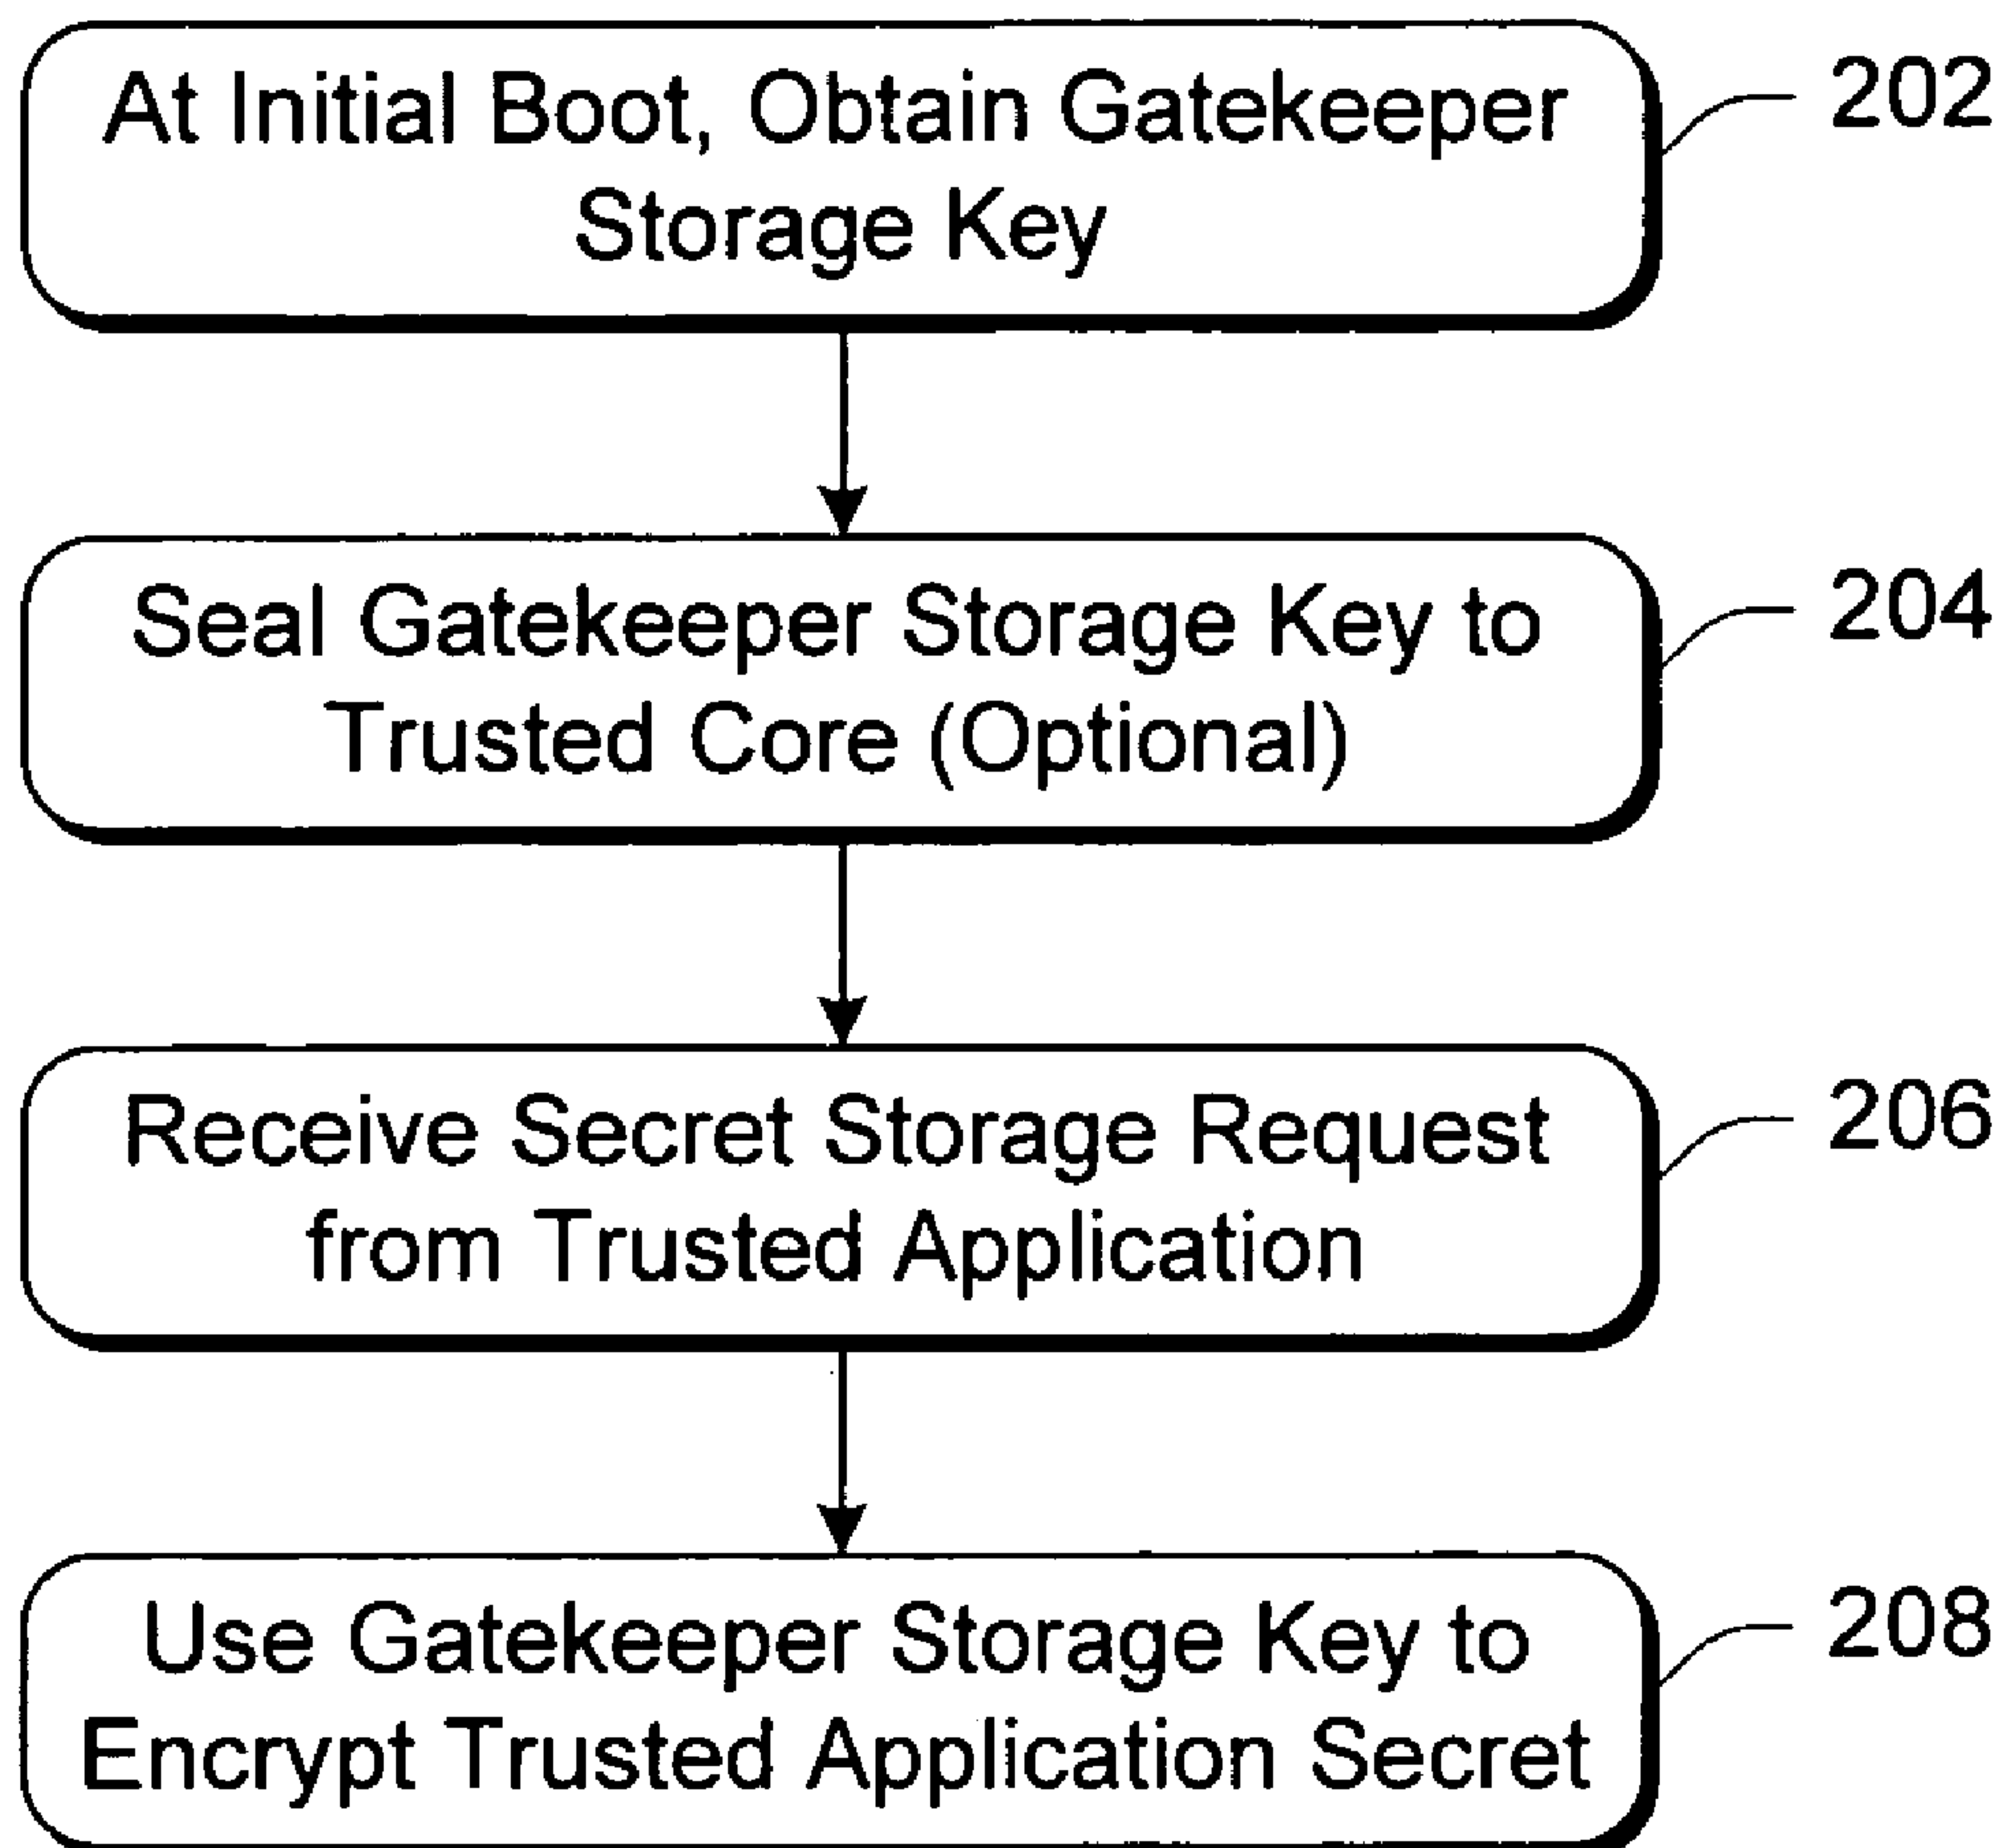 At Initial Boot, Obtain Gatekeeper
Storage Key
202
Seal Gatekeeper Storage Key to
Trusted Core (Optional)
204
Receive Secret Storage Request
from Trusted Application
206
Use Gatekeeper Storage Key to
Encrypt Trusted Application Secret
208